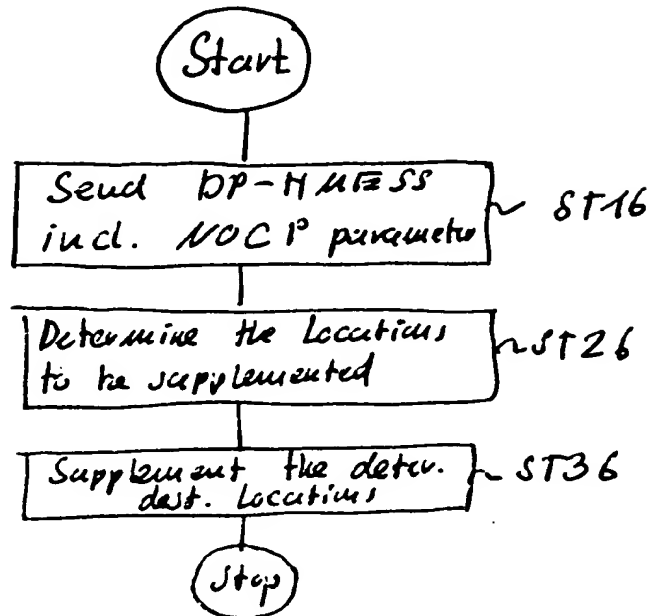 Start
Send DP-HMESS
incl. NOCP parameter
ST16
Determine the Locations
to be supplemented
ST26
Supplement the deter.
dest. Locations
ST36
Stop